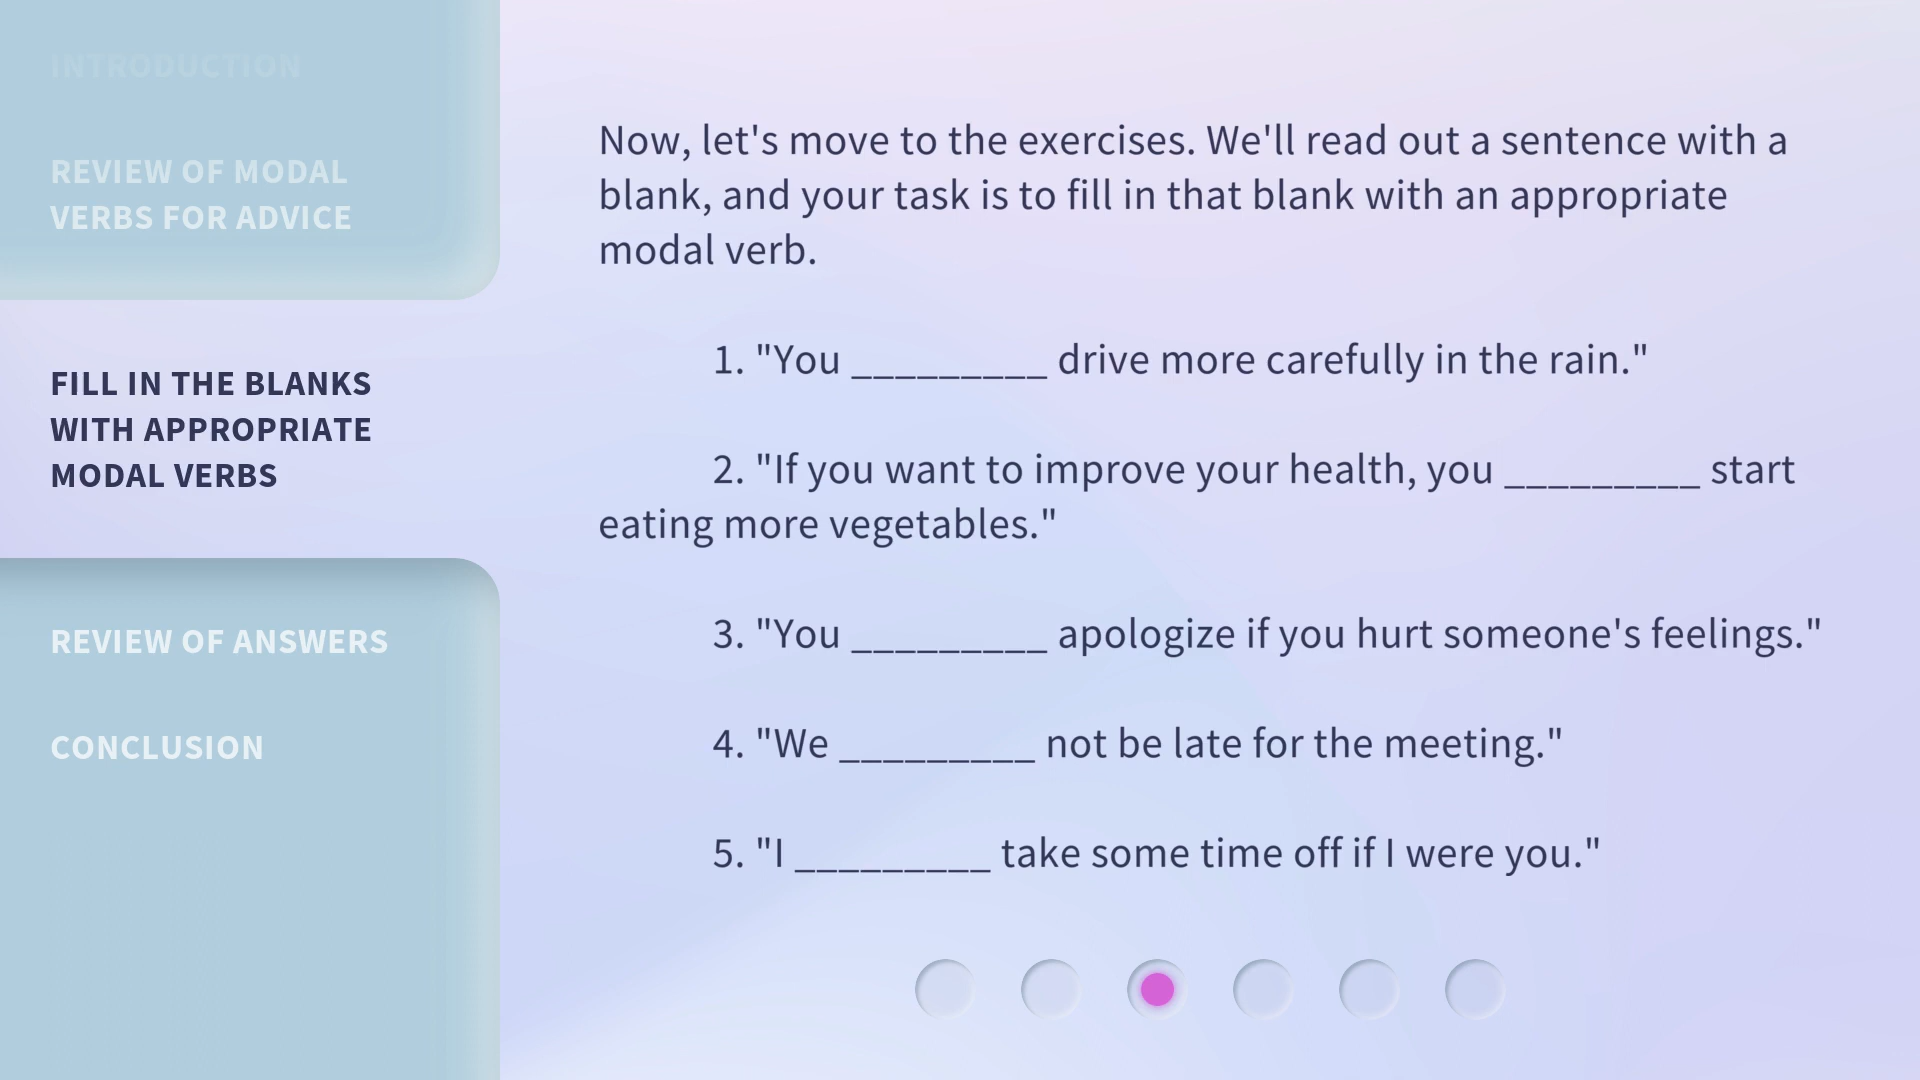 INTRODUCTION
REVIEW OF MODAL
VERBS FOR ADVICE
FILL IN THE BLANKS
WITH APPROPRIATE
MODAL VERBS
REVIEW OF ANSWERS
CONCLUSION
Now, let's move to the exercises. We'll read out a sentence with a
blank, and your task is to fill in that blank with an appropriate
modal verb.
1. "You _________ drive more carefully in the rain."
2. "If you want to improve your health, you _________ start
eating more vegetables."
3. "You _________ apologize if you hurt someone's feelings."
4. "We _________ not be late for the meeting."
5. "I _________ take some time off if I were you."